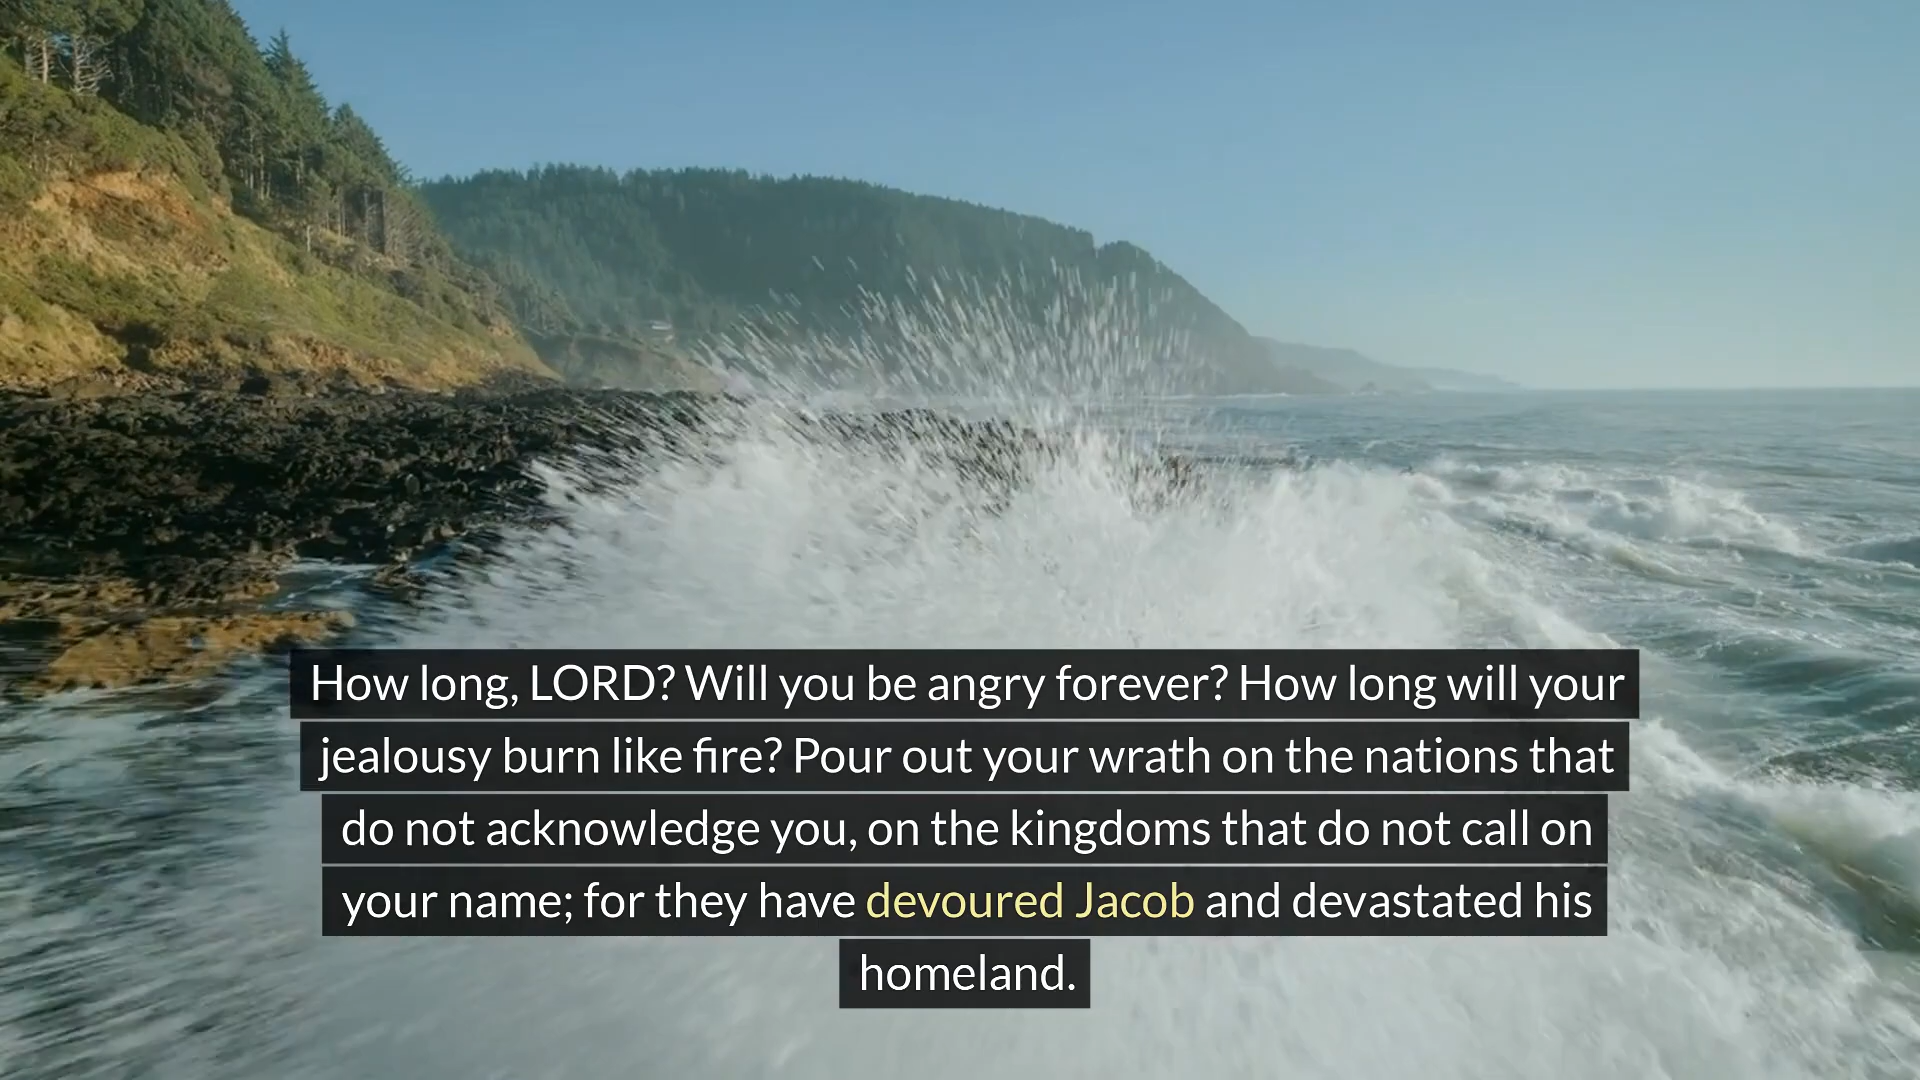 How long, LORD? Will you be angry forever? How long will your
jealousy burn like fire? Pour out your wrath on the nations that
do not acknowledge you, on the kingdoms that do not call on
your name; for they have devoured Jacob and devastated his
homeland.